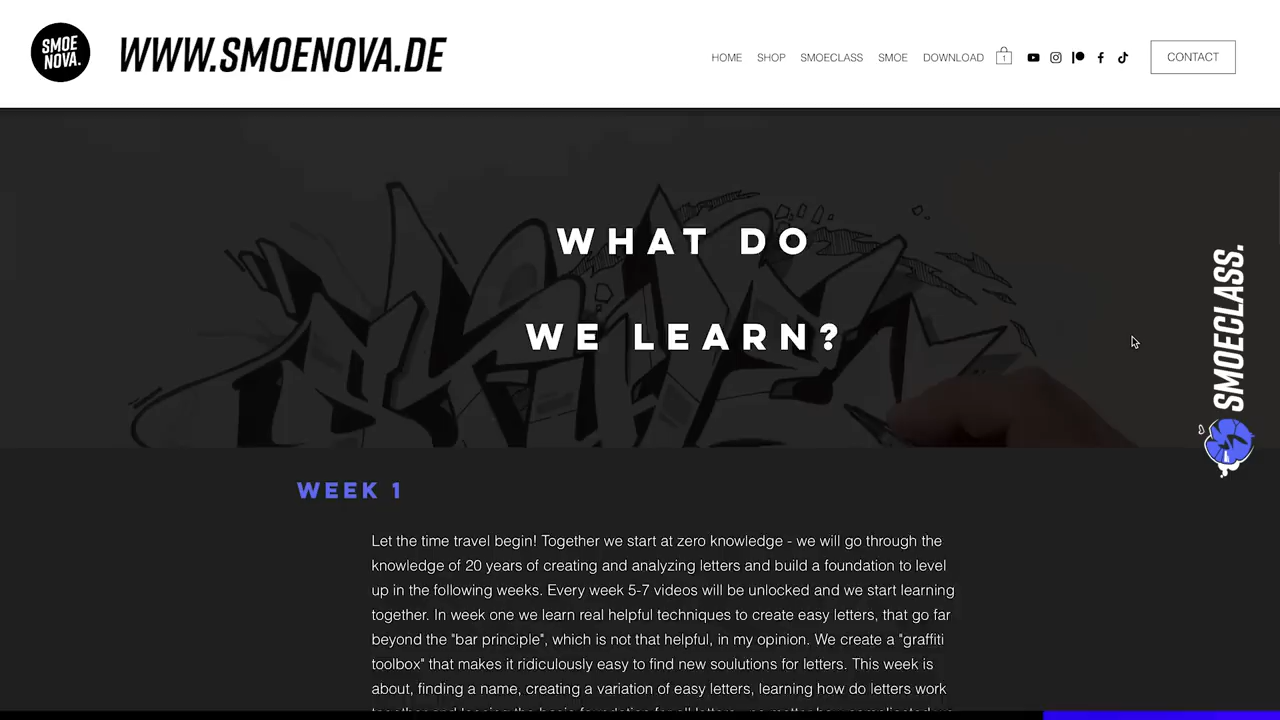 SMOE
NOVA.
WWW.SMOENOVA.DE
HOME SHOP SMOECLASS SMOE DOWNLOAD 1 CONTACT
WHAT DO
WE LEARN?
SMOECLASS.
WEEK 1
Let the time travel begin! Together we start at zero knowledge - we will go through the
knowledge of 20 years of creating and analyzing letters and build a foundation to level
up in the following weeks. Every week 5-7 videos will be unlocked and we start learning
together. In week one we learn real helpful techniques to create easy letters, that go far
beyond the "bar principle", which is not that helpful, in my opinion. We create a "graffiti
toolbox" that makes it ridiculously easy to find new soulutions for letters. This week is
about, finding a name, creating a variation of easy letters, learning how do letters work